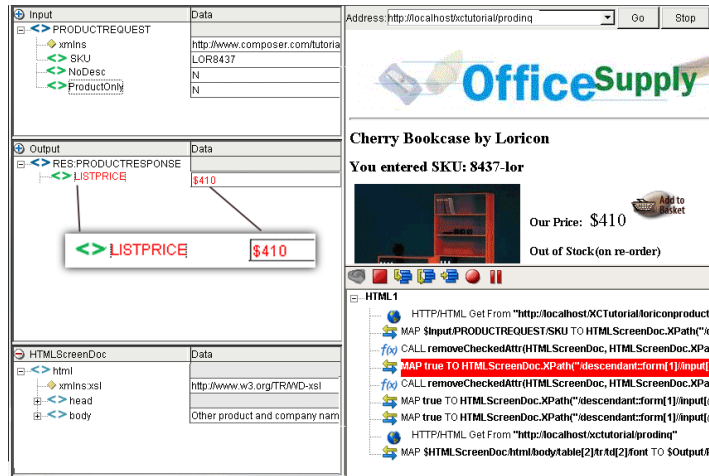 Input Data
PRODUCTREQUEST
xmlns http://www.composer.com/tutoria
SKU LOR8437
NoDesc N
ProductOnly N
Output Data
RES:PRODUCTRESPONSE
LISTPRICE $410
LISTPRICE $410
HTMLScreenDoc Data
html
xmlns:xsl http://www.w3.org/TR/WD-xsl
head
body Other product and company nam
Address: http://localhost/xctutorial/prodinq Go Stop
OfficeSupply
Cherry Bookcase by Loricon
You entered SKU: 8437-lor
Add to
Basket
Our Price: $410
Out of Stock(on re-order)
HTML1
HTTP/HTML Get From "http://localhost/XCTutorial/loriconproduct
MAP $Input/PRODUCTREQUEST/SKU TO HTMLScreenDoc.XPath("/d
f(x) CALL removeCheckedAttr(HTMLScreenDoc, HTMLScreenDoc.XPa
MAP true TO HTMLScreenDoc.XPath("/descendant::form[1]//input[
f(x) CALL removeCheckedAttr(HTMLScreenDoc, HTMLScreenDoc.XPa
MAP true TO HTMLScreenDoc.XPath("/descendant::form[1]//input[
MAP true TO HTMLScreenDoc.XPath("/descendant::form[1]//input[
HTTP/HTML Get From "http://localhost/xctutorial/prodinq"
MAP $HTMLScreenDoc/html/body/table[2]/tr/td[2]/font TO $Output/